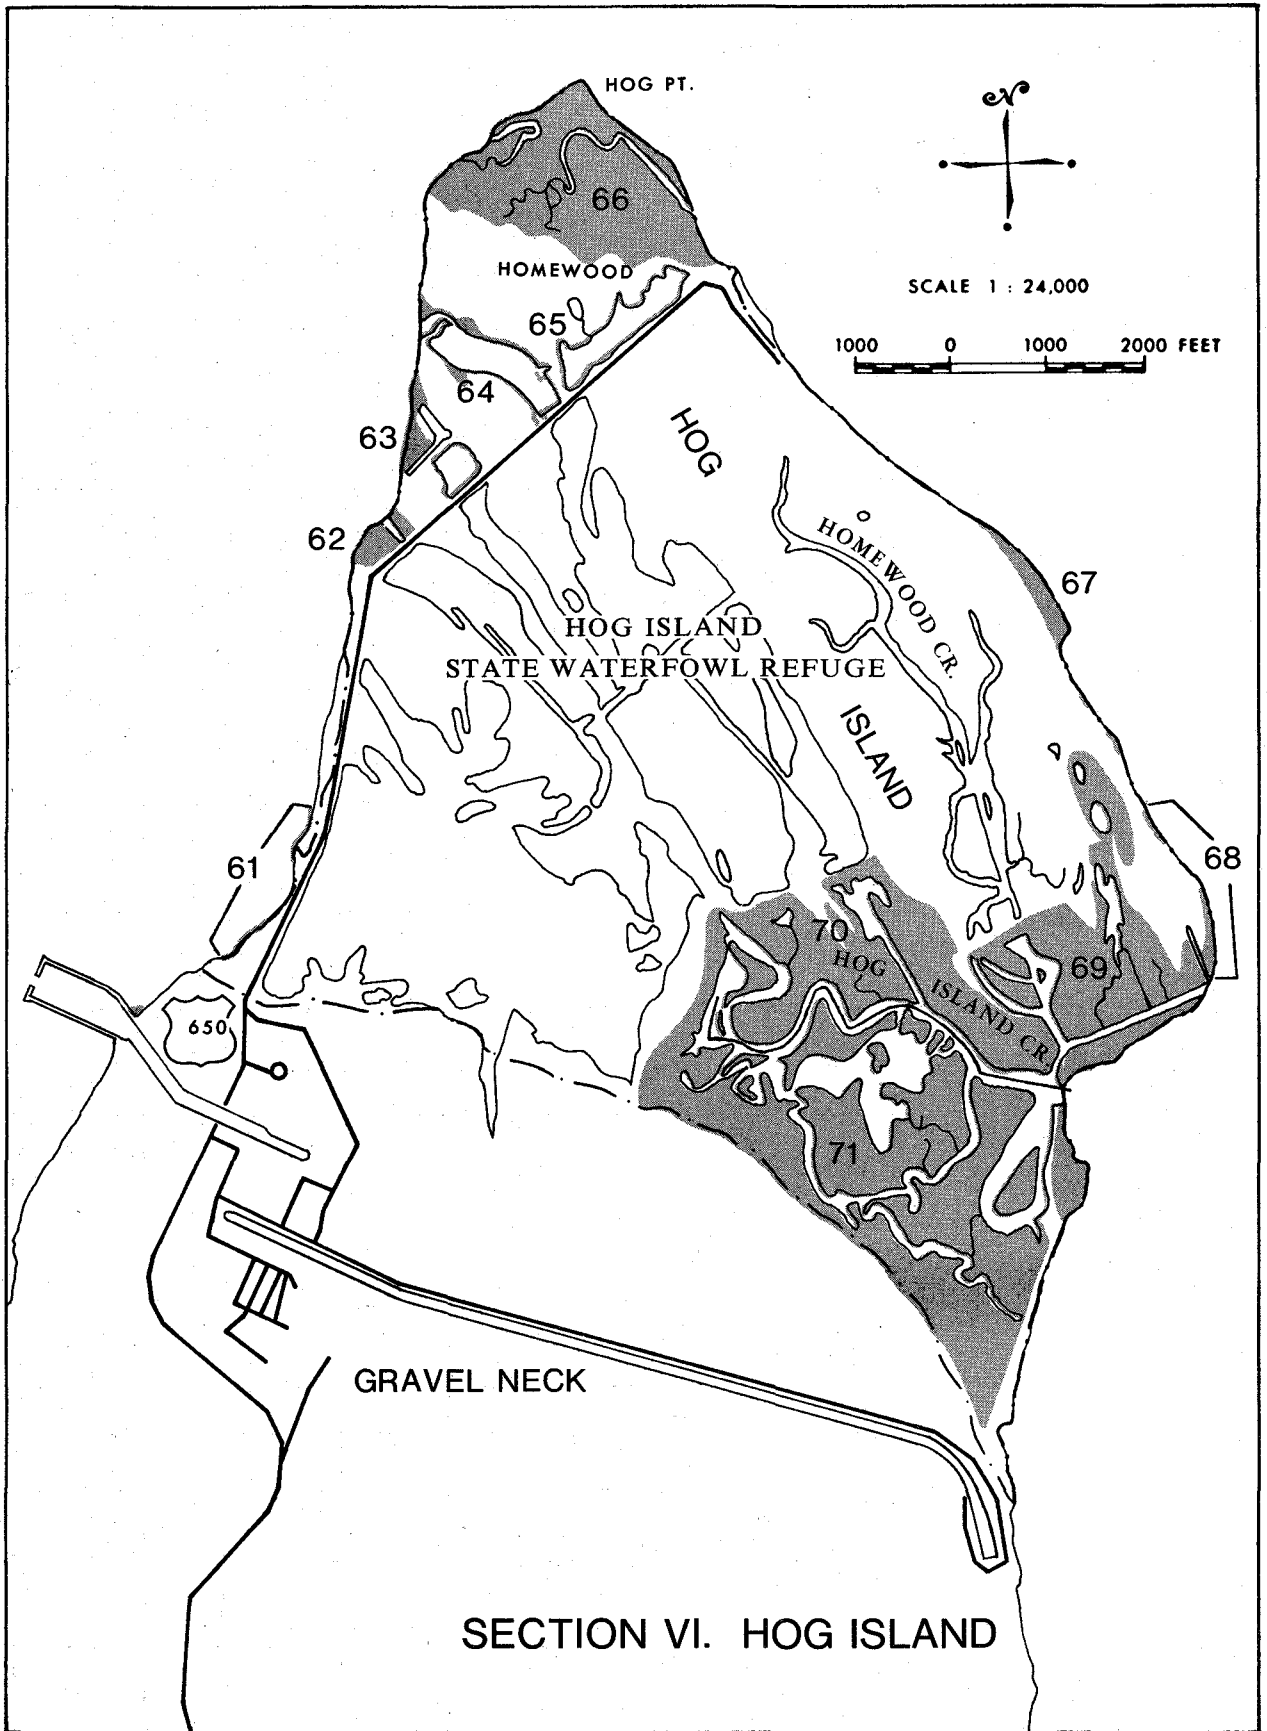 HOG PT.
N
66
SCALE 1 : 24,000
HOMEWOOD
65
1000 0 1000 2000 FEET
64
HOG
63
62
HOMEWOOD CR.
67
HOG ISLAND
STATE WATERFOWL REFUGE
ISLAND
61
68
70
HOG
69
ISLAND CR.
650
71
GRAVEL NECK
SECTION VI. HOG ISLAND